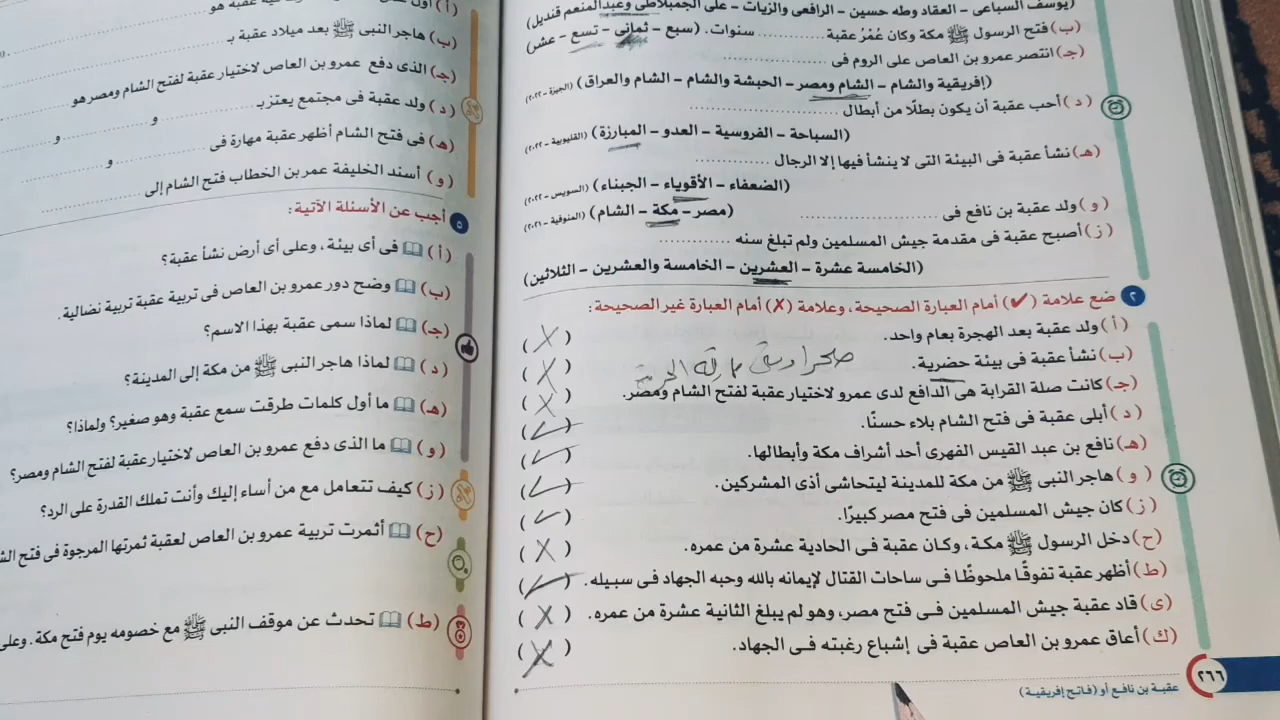 (يوسف السباعى - العقاد وطه حسين - الرافعى والزيات - على الجمبلاطى وعبدالمنعم قنديل)
(ب) فتح الرسول ﷺ مكة وكان عُمْرُ عقبة ............ سنوات. (سبع - ثمانى - تسع - عشر)
(جـ) انتصر عمرو بن العاص على الروم فى ............
(إفريقية والشام - الشام ومصر - الحبشة والشام - الشام والعراق) (الجيزة - ٢٠٢٢)
(د) أحب عقبة أن يكون بطلًا من أبطال ............
(السباحة - الفروسية - العدو - المبارزة) (القليوبية - ٢٠٢٢)
(هـ) نشأ عقبة فى البيئة التى لا ينشأ فيها إلا الرجال ............
(الضعفاء - الأقوياء - الجبناء) (السويس - ٢٠٢٢)
(و) ولد عقبة بن نافع فى ............ (مصر - مكة - الشام) (المنوفية - ٢٠٢١)
(ز) أصبح عقبة فى مقدمة جيش المسلمين ولم تبلغ سنه ............
(الخامسة عشرة - العشرين - الخامسة والعشرين - الثلاثين)
٢ ضع علامة (✓) أمام العبارة الصحيحة، وعلامة (✗) أمام العبارة غير الصحيحة:
(أ) ولد عقبة بعد الهجرة بعام واحد. (✗)
(ب) نشأ عقبة فى بيئة حضرية. (✗)
(جـ) كانت صلة القرابة هى الدافع لدى عمرو لاختيار عقبة لفتح الشام ومصر. (✗)
(د) أبلى عقبة فى فتح الشام بلاء حسنًا. (✓)
(هـ) نافع بن عبد القيس الفهرى أحد أشراف مكة وأبطالها. (✓)
(و) هاجر النبى ﷺ من مكة للمدينة ليتحاشى أذى المشركين. (✓)
(ز) كان جيش المسلمين فى فتح مصر كبيرًا. (✓)
(ح) دخل الرسول ﷺ مكة، وكان عقبة فى الحادية عشرة من عمره. (✗)
(ط) أظهر عقبة تفوقًا ملحوظًا فى ساحات القتال لإيمانه بالله وحبه الجهاد فى سبيله. (✓)
(ى) قاد عقبة جيش المسلمين فى فتح مصر، وهو لم يبلغ الثانية عشرة من عمره. (✗)
(ك) أعاق عمرو بن العاص عقبة فى إشباع رغبته فى الجهاد. (✗)
٢٦٦
عقبة بن نافع أو (فاتح إفريقية)
(أ) أول عقبة هو ............
(ب) هاجر النبى ﷺ بعد ميلاد عقبة بـ ............
(جـ) الذى دفع عمرو بن العاص لاختيار عقبة لفتح الشام ومصر هو ............
(د) ولد عقبة فى مجتمع يعتز بـ ............ و ............ و ............
(هـ) فى فتح الشام أظهر عقبة مهارة فى ............ و ............
(و) أسند الخليفة عمر بن الخطاب فتح الشام إلى ............
٥ أجب عن الأسئلة الآتية:
(أ) فى أى بيئة، وعلى أى أرض نشأ عقبة؟
(ب) وضح دور عمرو بن العاص فى تربية عقبة تربية نضالية.
(جـ) لماذا سمى عقبة بهذا الاسم؟
(د) لماذا هاجر النبى ﷺ من مكة إلى المدينة؟
(هـ) ما أول كلمات طرقت سمع عقبة وهو صغير؟ ولماذا؟
(و) ما الذى دفع عمرو بن العاص لاختيار عقبة لفتح الشام ومصر؟
(ز) كيف تتعامل مع من أساء إليك وأنت تملك القدرة على الرد؟
(ح) أثمرت تربية عمرو بن العاص لعقبة ثمرتها المرجوة فى فتح
(ط) تحدث عن موقف النبى ﷺ مع خصومه يوم فتح مكة. وعلى